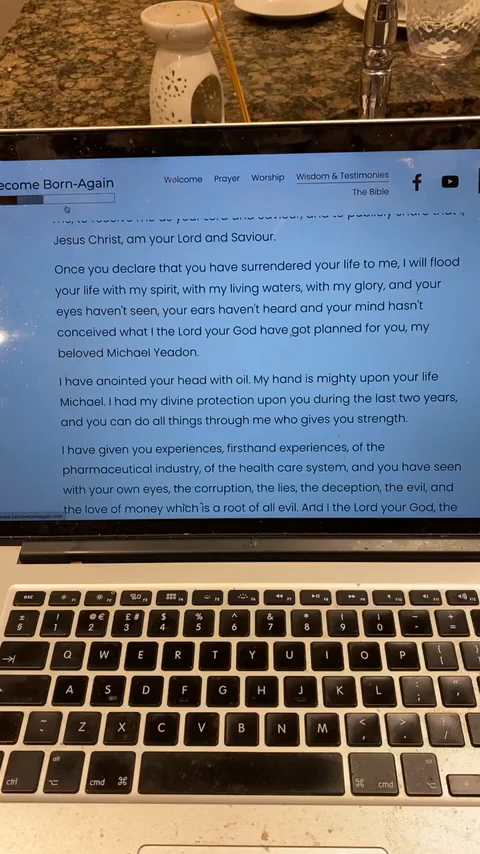 ecome Born-Again
Welcome Prayer Worship Wisdom & Testimonies
The Bible
Jesus Christ, am your Lord and Saviour.
Once you declare that you have surrendered your life to me, I will flood
your life with my spirit, with my living waters, with my glory, and your
eyes haven't seen, your ears haven't heard and your mind hasn't
conceived what I the Lord your God have got planned for you, my
beloved Michael Yeadon.
I have anointed your head with oil. My hand is mighty upon your life
Michael. I had my divine protection upon you during the last two years,
and you can do all things through me who gives you strength.
I have given you experiences, firsthand experiences, of the
pharmaceutical industry, of the health care system, and you have seen
with your own eyes, the corruption, the lies, the deception, the evil, and
the love of money which is a root of all evil. And I the Lord your God, the
esc
± § ! 1 @ € 2 £ # 3 $ 4 % 5 ^ 6 & 7 * 8 ( 9 ) 0 - + =
Q W E R T Y U I O P { [
A S D F G H J K L : ; " '
~ ` Z X C V B N M < , > . ? /
ctrl alt cmd cmd alt